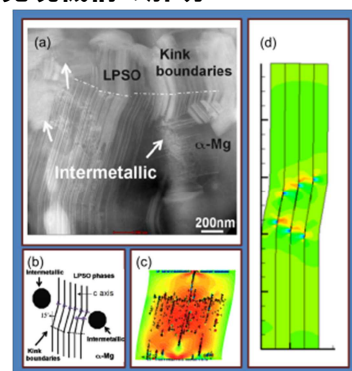 (a)
LPSO
Kink
boundaries
α-Mg
Intermetallic
200nm
(b)
Intermetallic
LPSO phases
c axis
15°
Kink
boundaries
Intermetallic
α-Mg
(c)
(d)